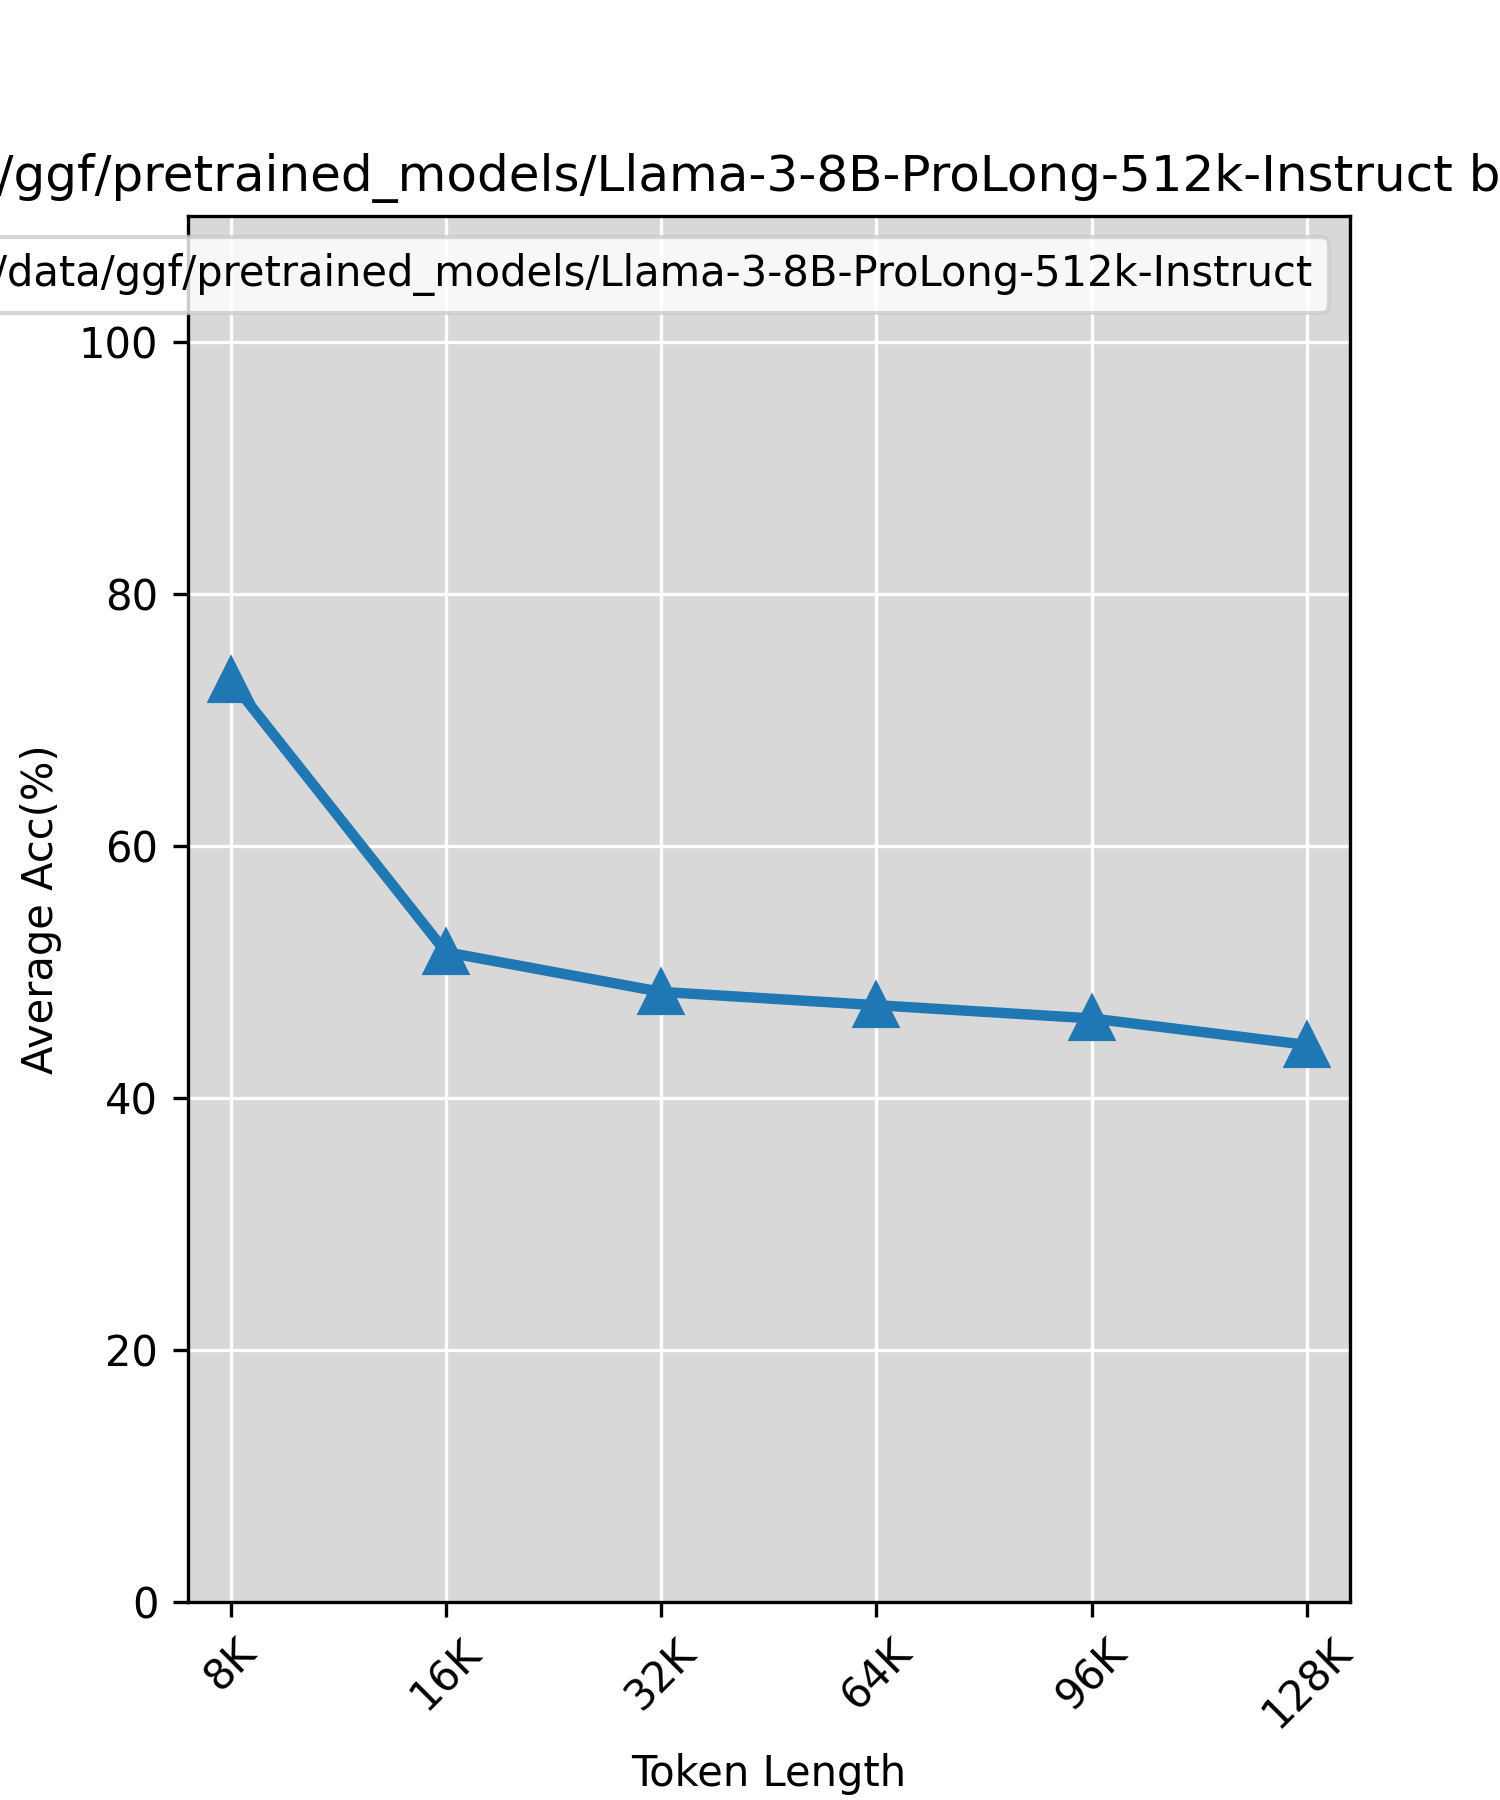 /ggf/pretrained_models/Llama-3-8B-ProLong-512k-Instruct b
/data/ggf/pretrained_models/Llama-3-8B-ProLong-512k-Instruct
100
80
60
40
20
0
Average Acc(%)
8K
16K
32K
64K
96K
128K
Token Length